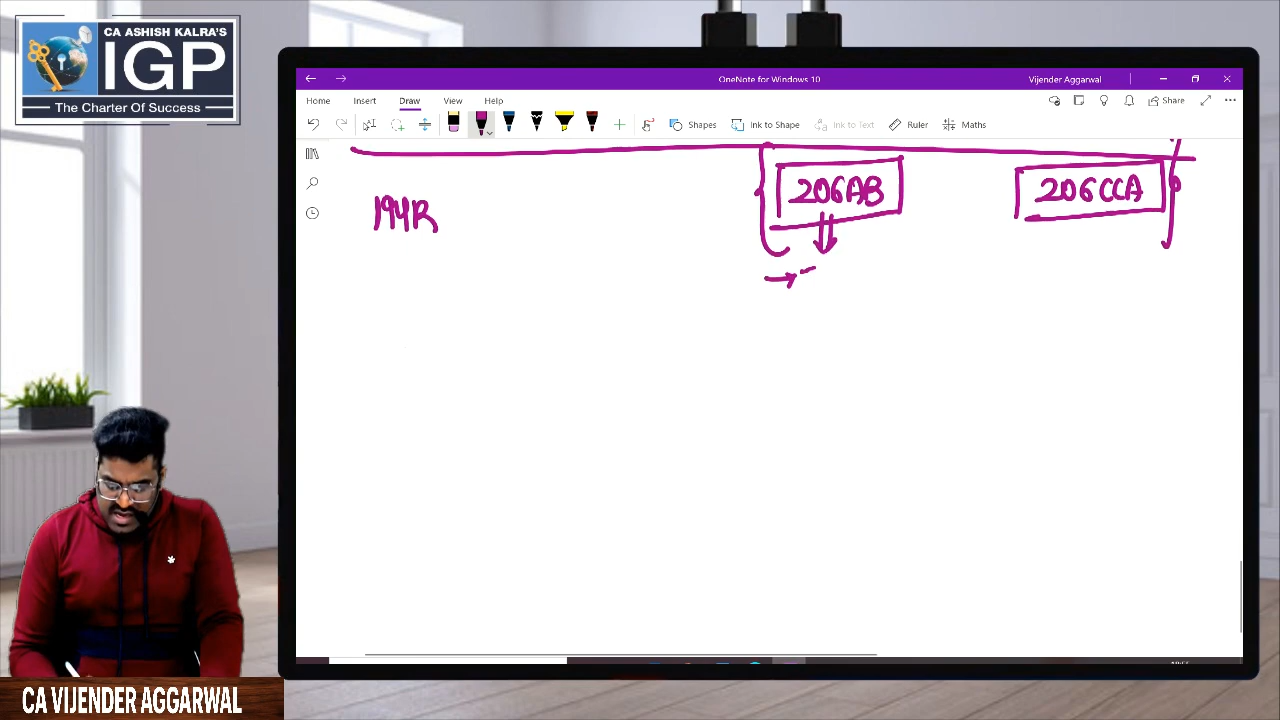 CA ASHISH KALRA'S
IGP
The Charter Of Success
OneNote for Windows 10
Vijender Aggarwal
Home Insert Draw View Help
Share
Shapes Ink to Shape Ink to Text Ruler Maths
194R
206AB
206CCA
CA VIJENDER AGGARWAL